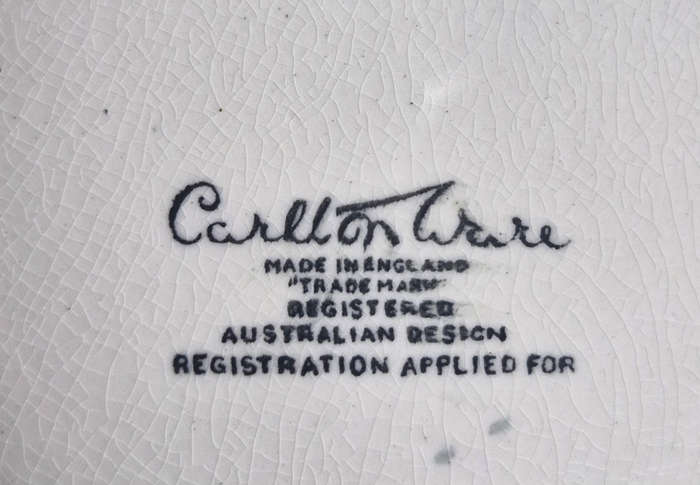 Carlton Ware
MADE IN ENGLAND
"TRADE MARK"
REGISTERED
AUSTRALIAN DESIGN
REGISTRATION APPLIED FOR